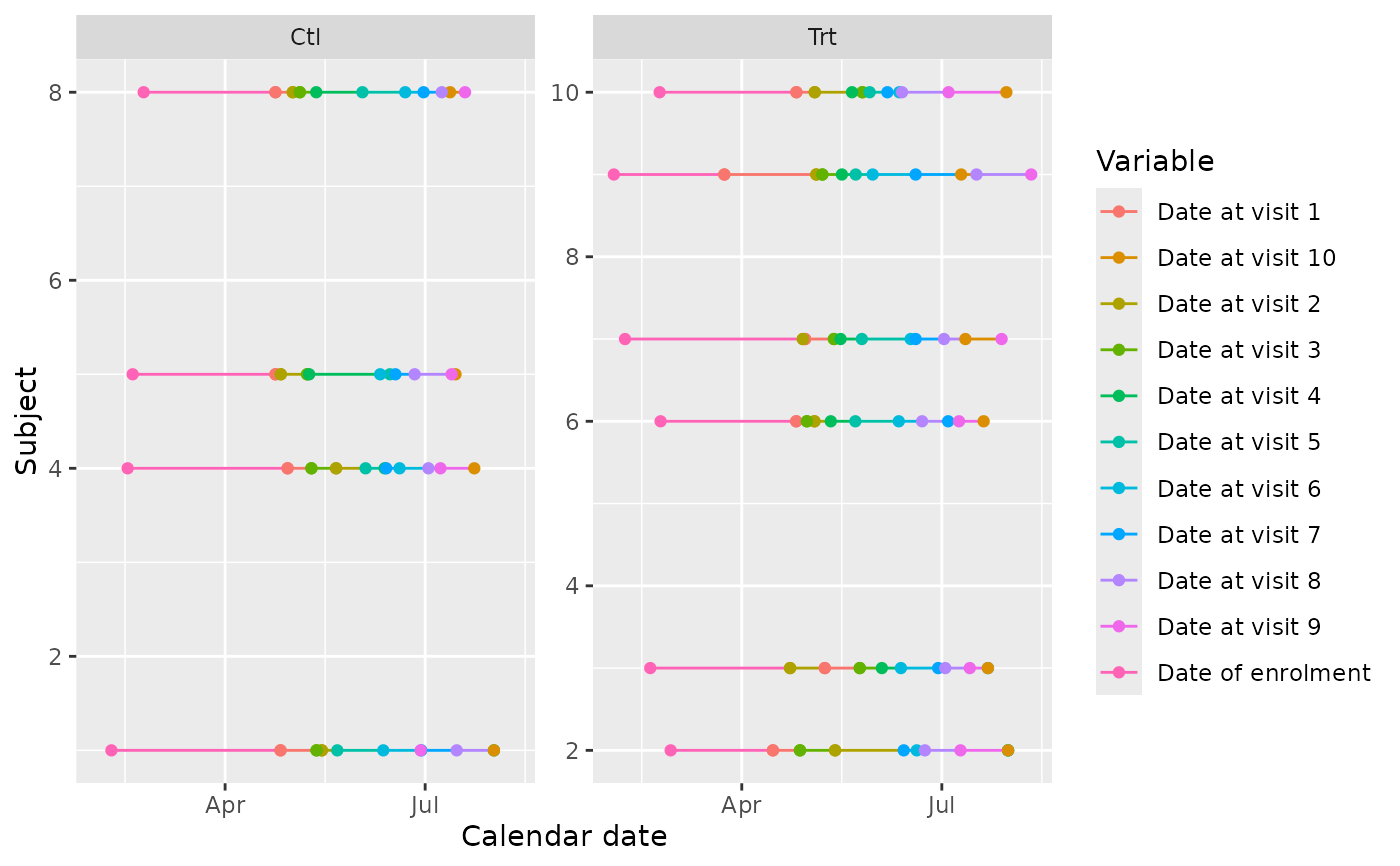 Ctl
Trt
8
6
4
2
10
8
6
4
2
Apr
Jul
Apr
Jul
Calendar date
Subject
Variable
Date at visit 1
Date at visit 10
Date at visit 2
Date at visit 3
Date at visit 4
Date at visit 5
Date at visit 6
Date at visit 7
Date at visit 8
Date at visit 9
Date of enrolment